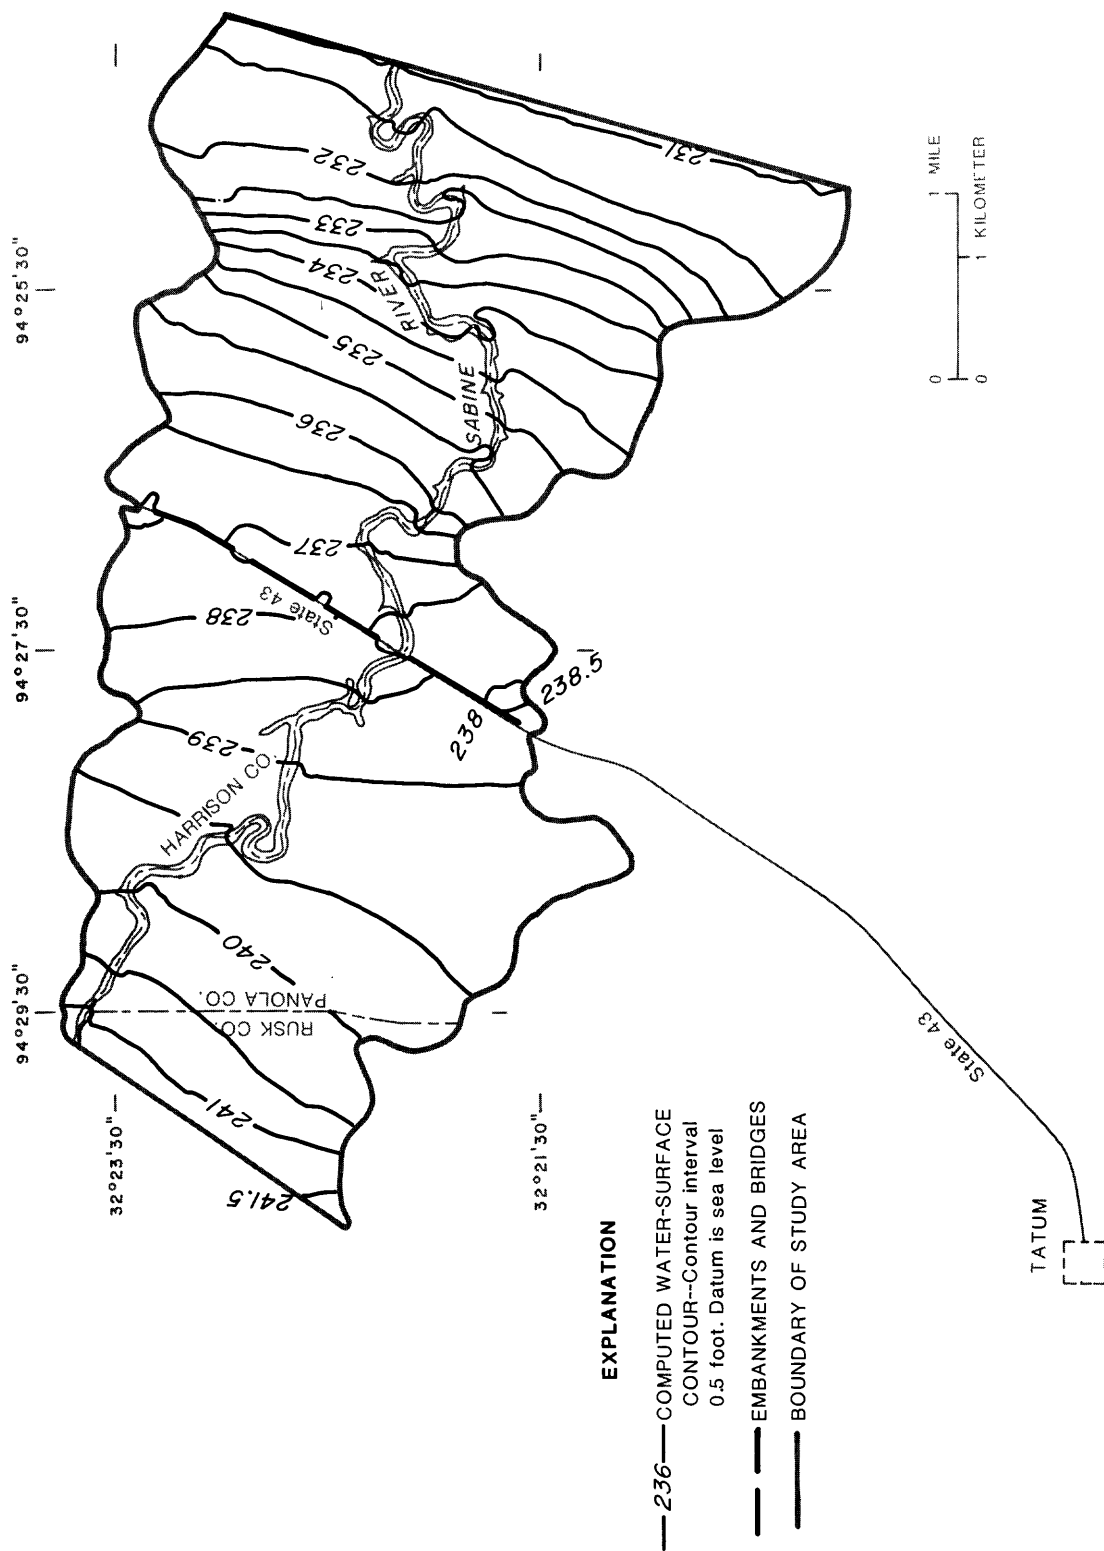 94°29'30"
94°27'30"
94°25'30"
32°23'30"
32°21'30"
241.5
241
240
239
238
237
236
235
234
233
232
231
238
238.5
RUSK CO.
PANOLA CO.
HARRISON CO.
State 43
SABINE
RIVER
State 43
TATUM
0 1 MILE
0 1 KILOMETER
EXPLANATION
236 COMPUTED WATER-SURFACE
CONTOUR--Contour interval
0.5 foot. Datum is sea level
EMBANKMENTS AND BRIDGES
BOUNDARY OF STUDY AREA